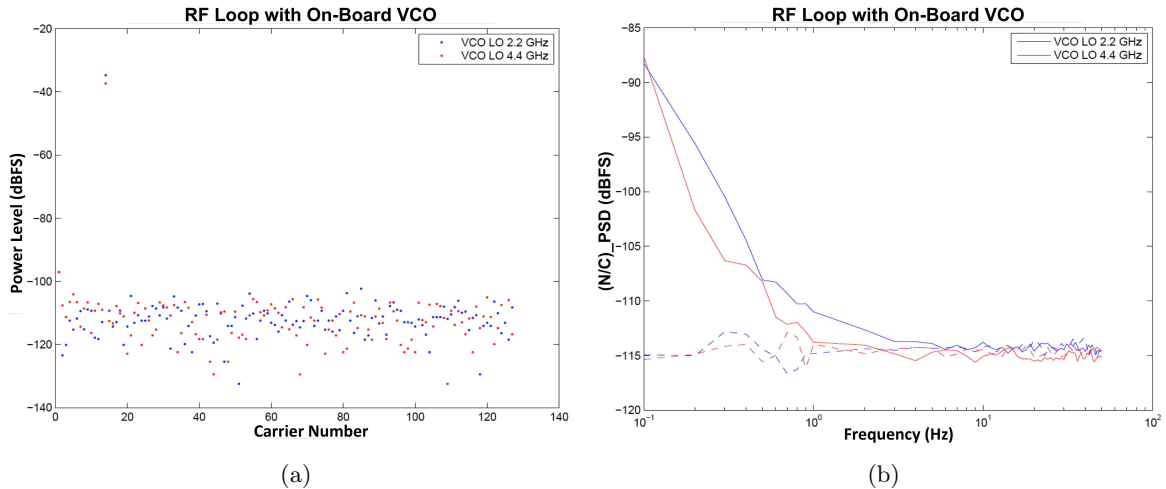 RF Loop with On-Board VCO
−20
−40
−60
−80
−100
−120
−140
0
20
40
60
80
100
120
140
Power Level (dBFS)
Carrier Number
VCO LO 2.2 GHz
VCO LO 4.4 GHz
(a)
RF Loop with On-Board VCO
−85
−90
−95
−100
−105
−110
−115
−120
10⁻¹
10⁰
10¹
10²
(N/C)_PSD (dBFS)
Frequency (Hz)
VCO LO 2.2 GHz
VCO LO 4.4 GHz
(b)